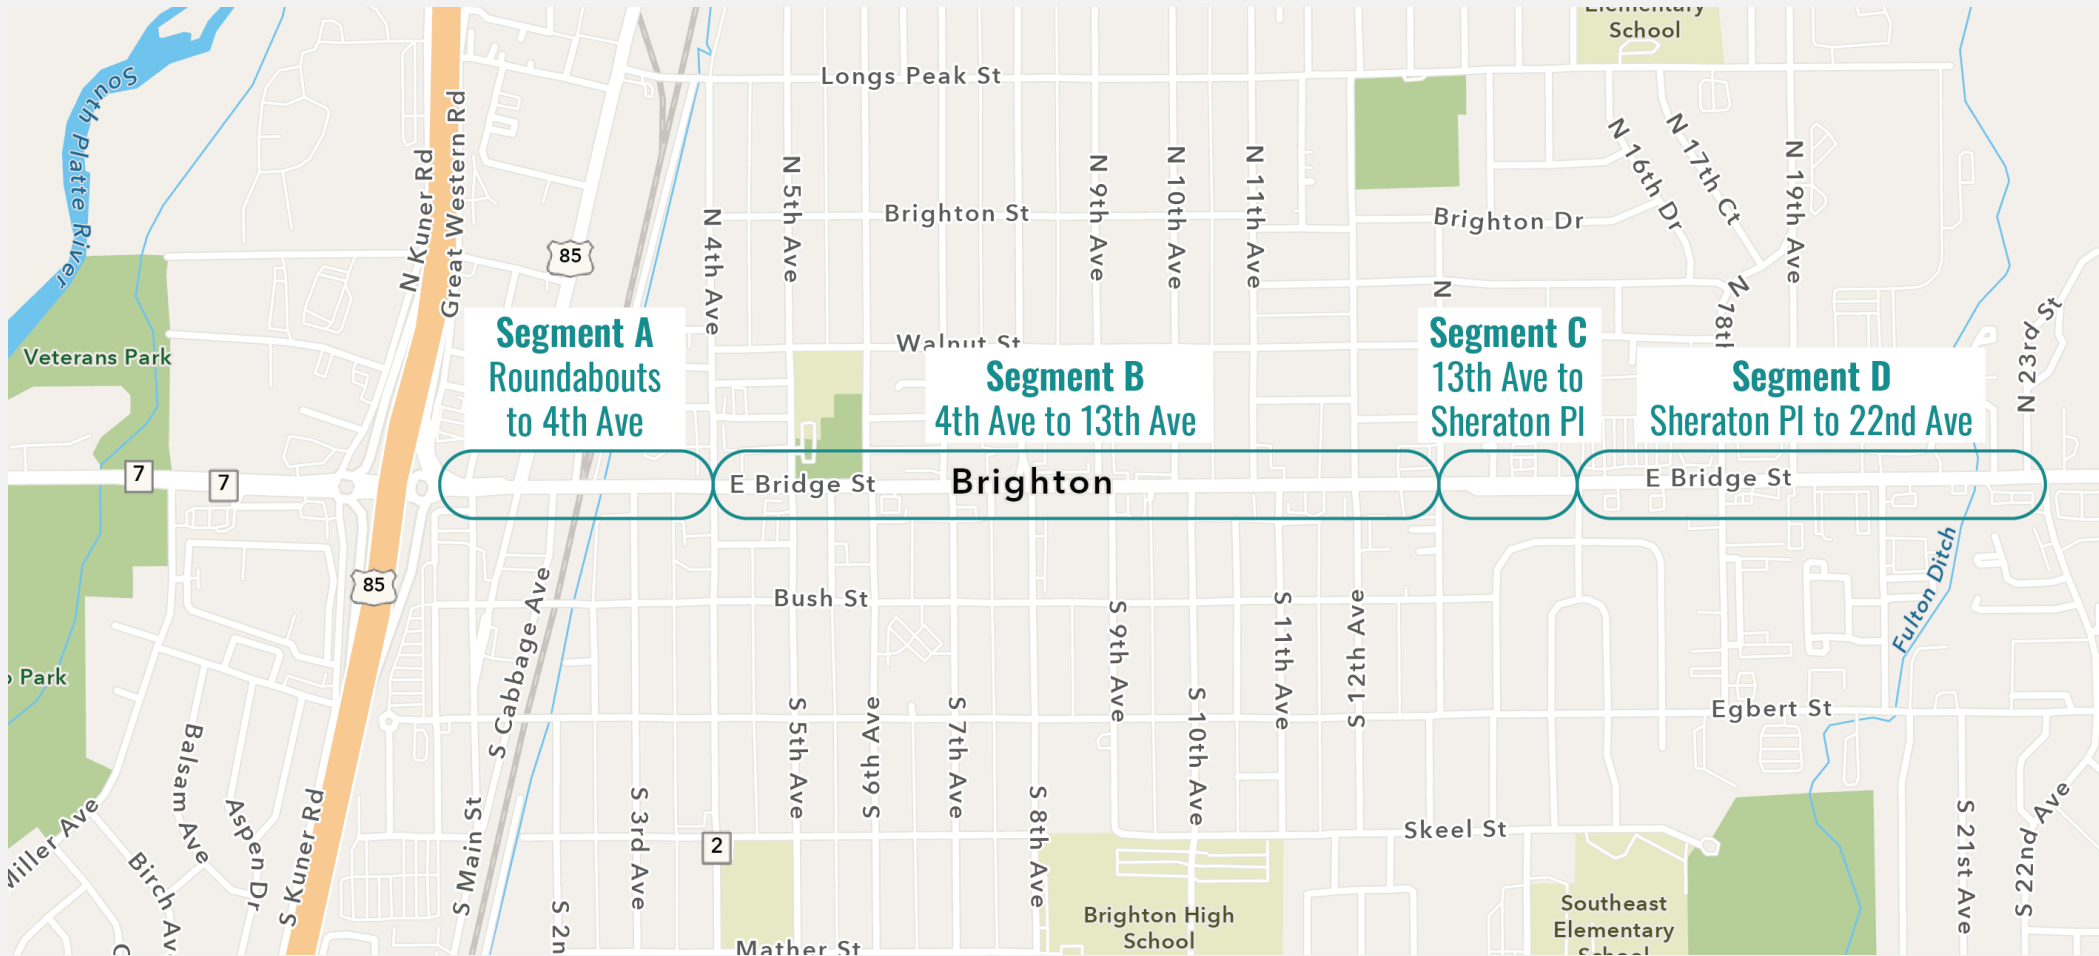 Elementary
School
South Platte River
Longs Peak St
N Kuner Rd
Great Western Rd
N 5th Ave
N 9th Ave
N 10th Ave
N 11th Ave
N 16th Dr
N 17th Ct
N 19th Ave
N 4th Ave
Brighton St
Brighton Dr
85
N
N 18th
N 23rd St
Walnut St
Veterans Park
Segment A
Roundabouts
to 4th Ave
Segment B
4th Ave to 13th Ave
Segment C
13th Ave to
Sheraton Pl
Segment D
Sheraton Pl to 22nd Ave
7
7
E Bridge St
Brighton
E Bridge St
Fulton Ditch
85
Bush St
S Cabbage Ave
S 9th Ave
S 11th Ave
S 12th Ave
Park
Egbert St
S 5th Ave
S 6th Ave
S 7th Ave
S 10th Ave
Balsam Ave
Aspen Dr
S Kuner Rd
S Main St
S 3rd Ave
S 8th Ave
Miller Ave
Birch Av
2
Skeel St
S 21st Ave
S 22nd Ave
S 2n
Brighton High
School
Southeast
Elementary
School
Mather St